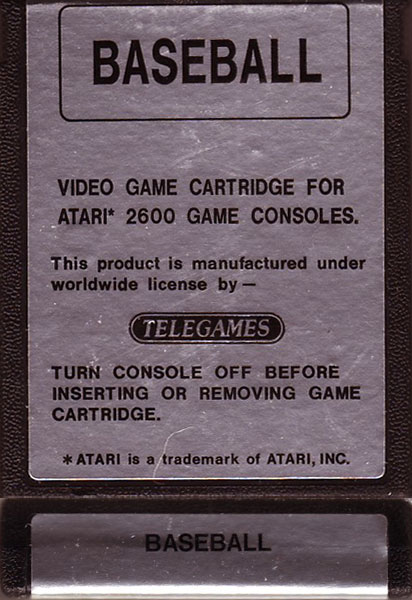 BASEBALL
VIDEO GAME CARTRIDGE FOR
ATARI* 2600 GAME CONSOLES.
This product is manufactured under
worldwide license by —
TELEGAMES
TURN CONSOLE OFF BEFORE
INSERTING OR REMOVING GAME
CARTRIDGE.
* ATARI is a trademark of ATARI, INC.
BASEBALL